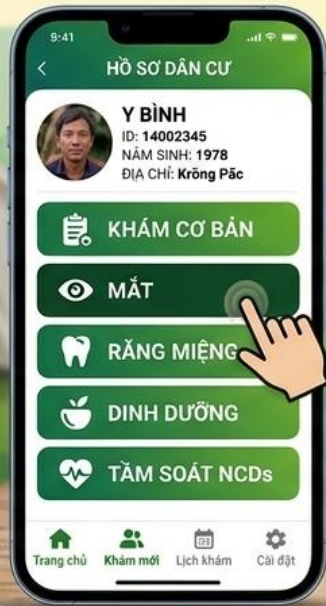 9:41
HỒ SƠ DÂN CƯ
Y BÌNH
ID: 14002345
NĂM SINH: 1978
ĐỊA CHỈ: Krông Pắc
KHÁM CƠ BẢN
MẮT
RĂNG MIỆNG
DINH DƯỠNG
TẦM SOÁT NCDs
Trang chủ
Khám mới
Lịch khám
Cài đặt